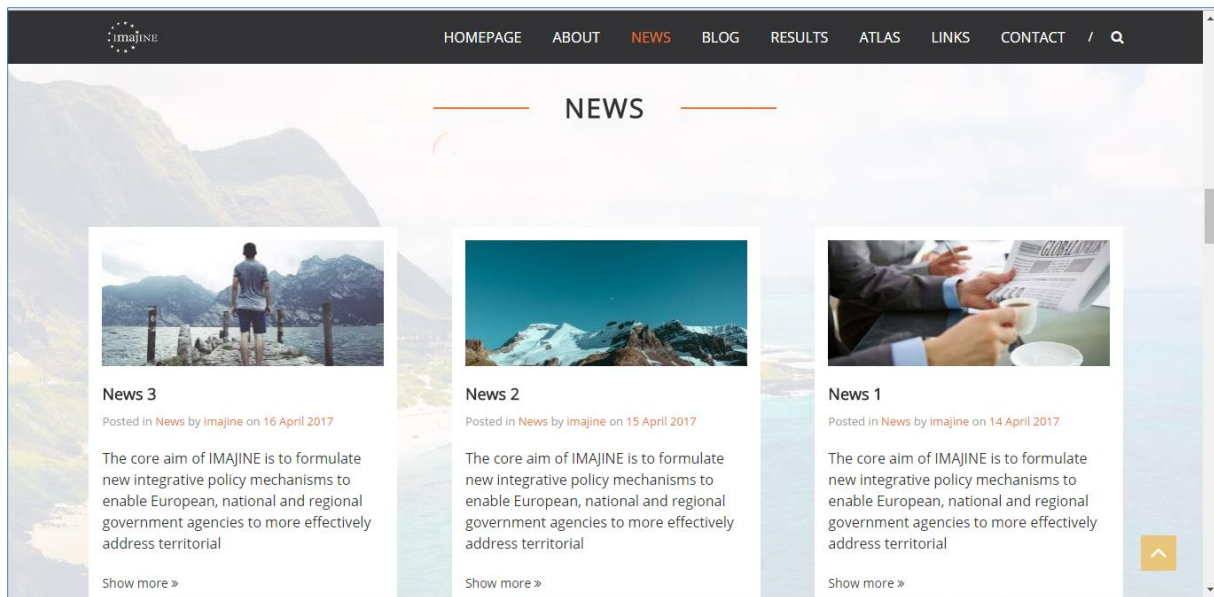 imajine
HOMEPAGE ABOUT NEWS BLOG RESULTS ATLAS LINKS CONTACT /
NEWS
News 3
Posted in News by imajine on 16 April 2017
The core aim of IMAJINE is to formulate
new integrative policy mechanisms to
enable European, national and regional
government agencies to more effectively
address territorial
Show more »
News 2
Posted in News by imajine on 15 April 2017
The core aim of IMAJINE is to formulate
new integrative policy mechanisms to
enable European, national and regional
government agencies to more effectively
address territorial
Show more »
GLOBAL
News 1
Posted in News by imajine on 14 April 2017
The core aim of IMAJINE is to formulate
new integrative policy mechanisms to
enable European, national and regional
government agencies to more effectively
address territorial
Show more »